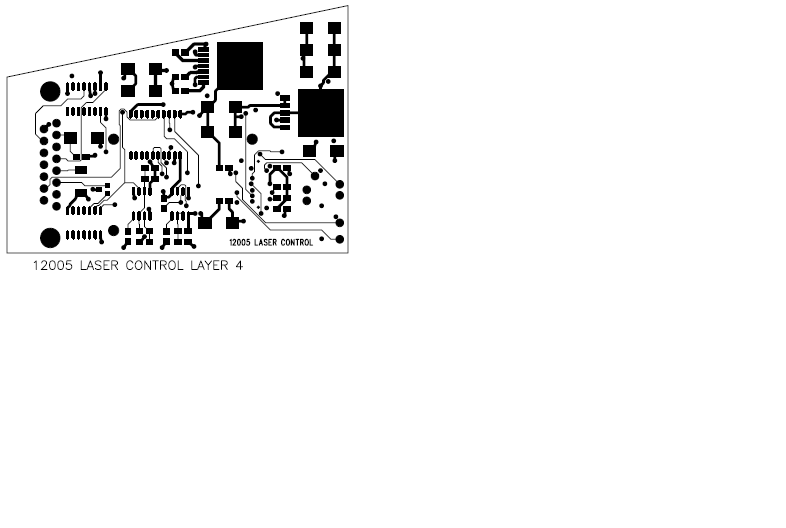 12005 LASER CONTROL
12005 LASER CONTROL LAYER 4